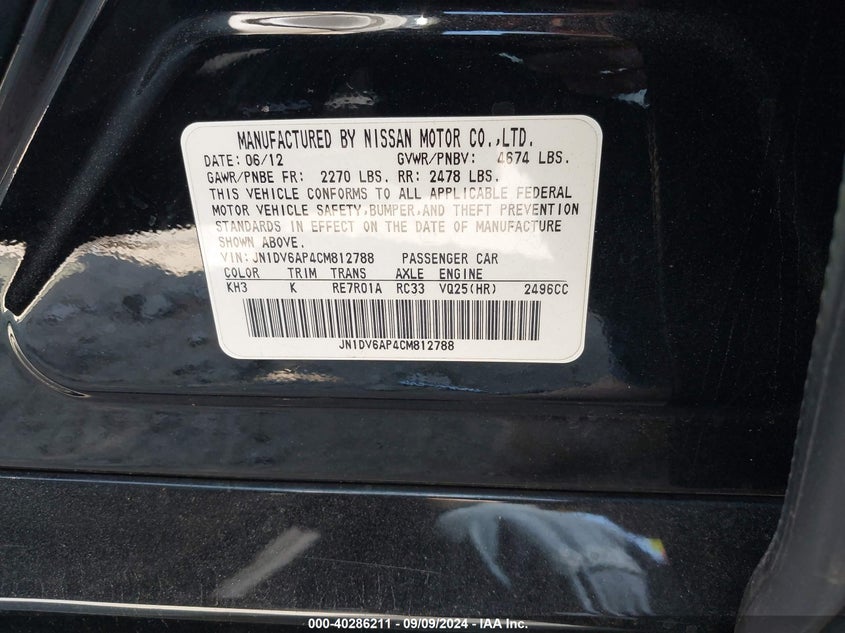 MANUFACTURED BY NISSAN MOTOR CO.,LTD.
DATE: 06/12 GVWR/PNBV: 4674 LBS.
GAWR/PNBE FR: 2270 LBS. RR: 2478 LBS.
THIS VEHICLE CONFORMS TO ALL APPLICABLE FEDERAL
MOTOR VEHICLE SAFETY,BUMPER,AND THEFT PREVENTION
STANDARDS IN EFFECT ON THE DATE OF MANUFACTURE
SHOWN ABOVE.
VIN: JN1DV6AP4CM812788 PASSENGER CAR
COLOR TRIM TRANS AXLE ENGINE
KH3 K RE7R01A RC33 VQ25(HR) 2496CC
JN1DV6AP4CM812788
000-40286211 - 09/09/2024 - IAA Inc.